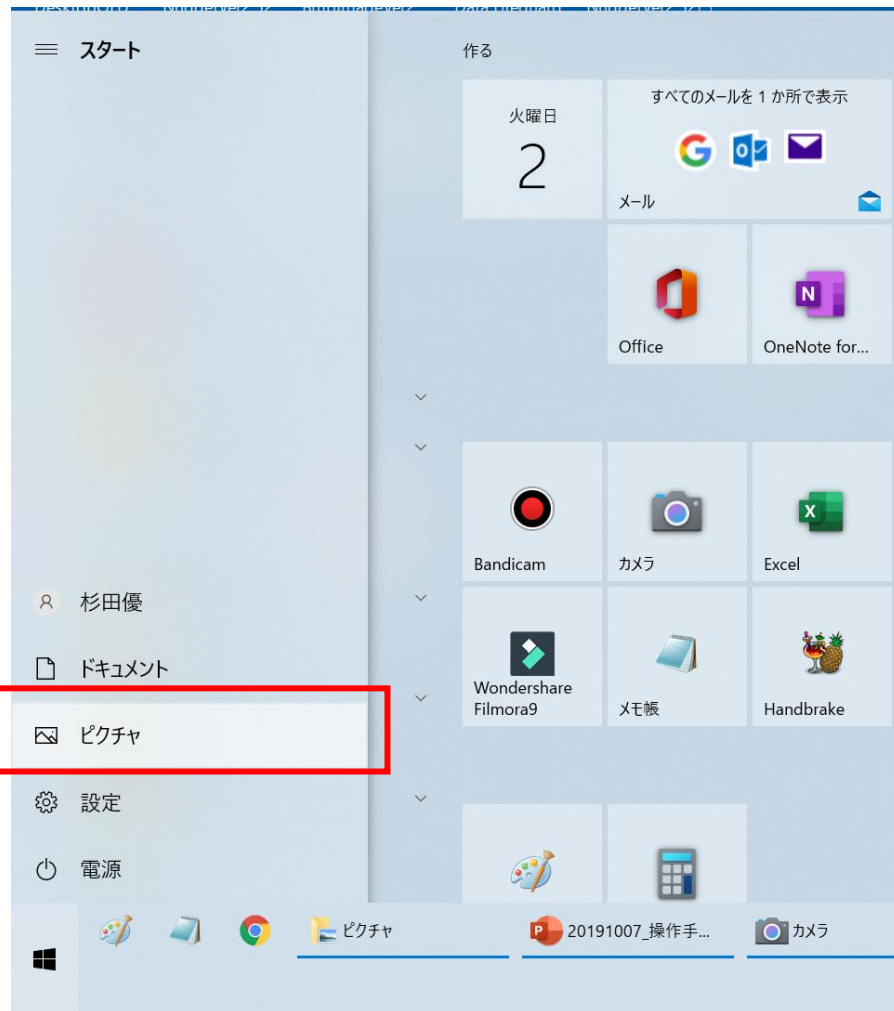 スタート
作る
火曜日
2
すべてのメールを 1 か所で表示
メール
Office
OneNote for...
Bandicam
カメラ
Excel
杉田優
ドキュメント
Wondershare
Filmora9
メモ帳
Handbrake
ピクチャ
設定
電源
ピクチャ
20191007_操作手...
カメラ